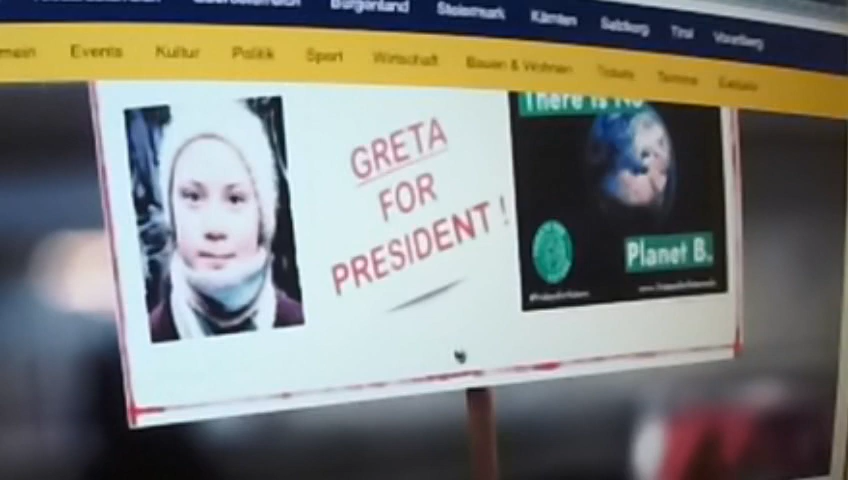 Burgenland Steiermark Kärnten Salzburg Tirol Vorarlberg
Events Kultur Politik Sport Wirtschaft Bauen & Wohnen Tickets Termine
GRETA
FOR
PRESIDENT !
There is No
Planet B.